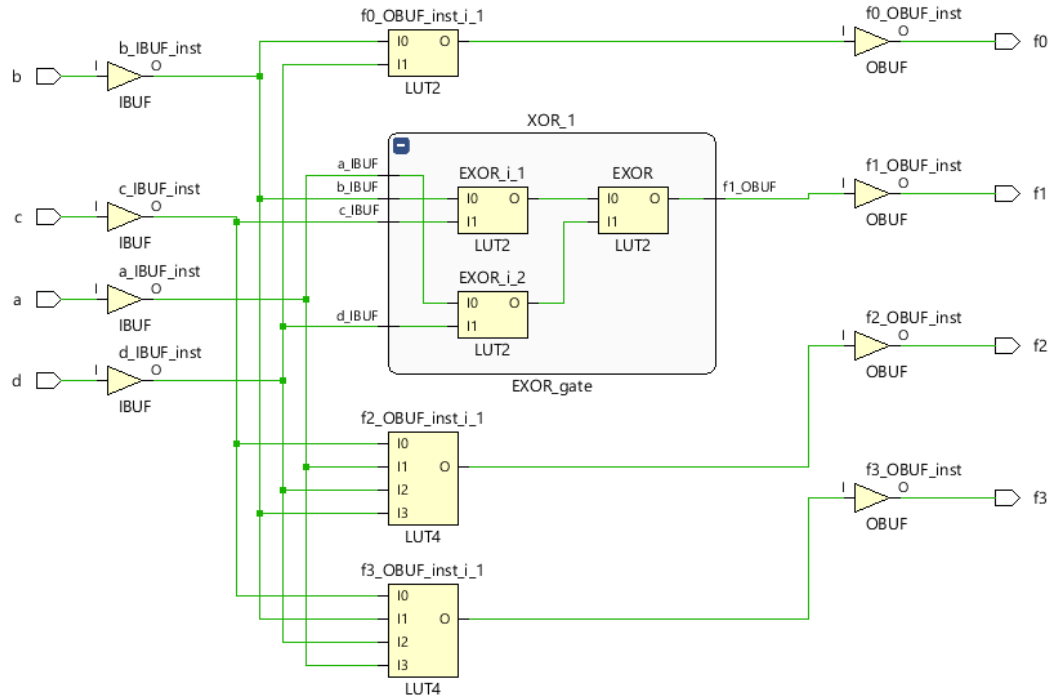 f0_OBUF_inst_i_1
f0_OBUF_inst
b_IBUF_inst
I0 O
I O
f0
I1
I O
b
LUT2
OBUF
IBUF
XOR_1
a_IBUF
EXOR_i_1
EXOR
f1_OBUF_inst
c_IBUF_inst
b_IBUF
I0 O
I0 O
f1_OBUF
I O
f1
I O
c_IBUF
I1
I1
c
OBUF
IBUF
LUT2
LUT2
a_IBUF_inst
EXOR_i_2
I O
I0 O
a
d_IBUF
I1
f2_OBUF_inst
IBUF
LUT2
I O
f2
d_IBUF_inst
I O
OBUF
d
EXOR_gate
IBUF
f2_OBUF_inst_i_1
I0
I1 O
f3_OBUF_inst
I2
I O
f3
I3
OBUF
LUT4
f3_OBUF_inst_i_1
I0
I1 O
I2
I3
LUT4